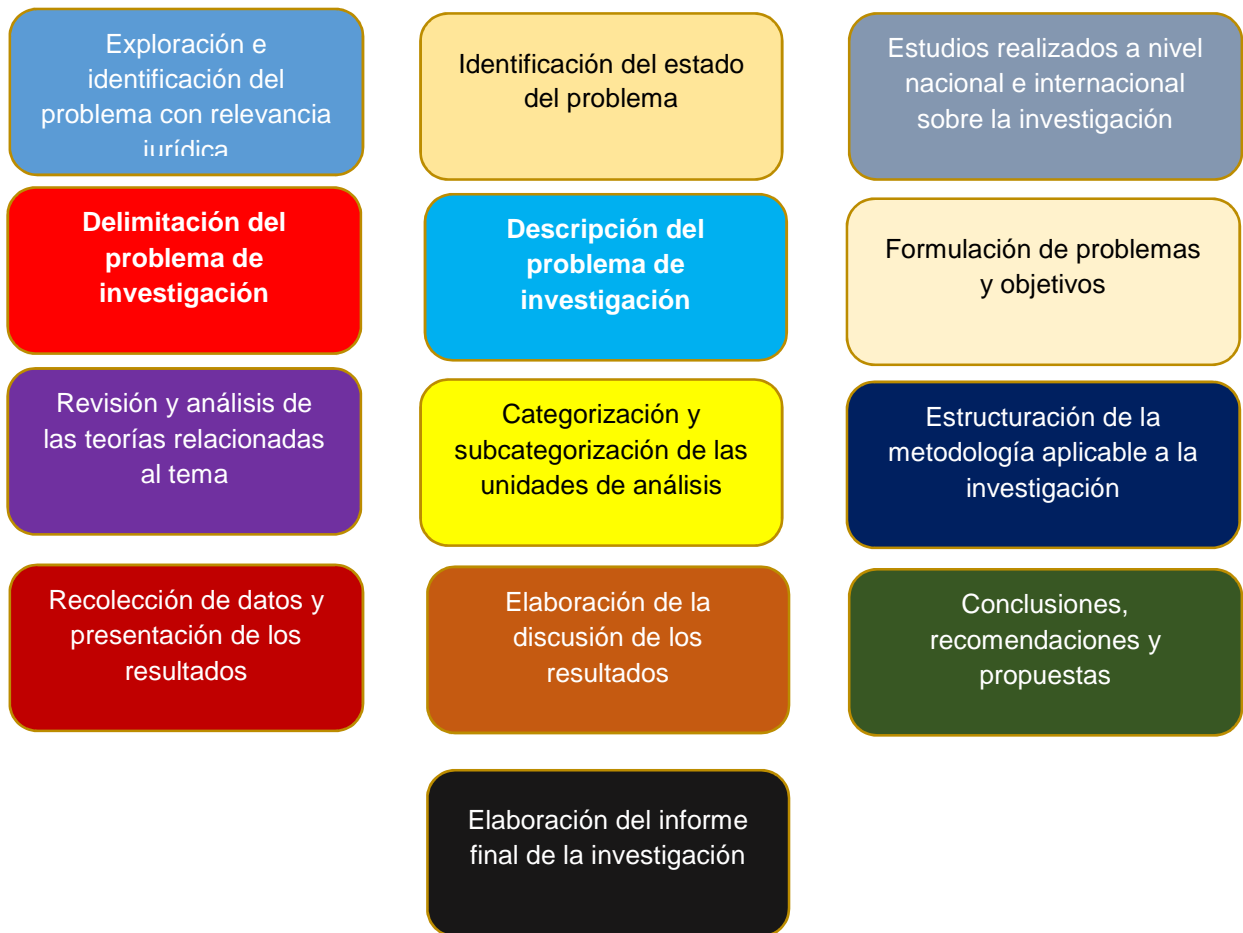 Exploración e
identificación del
problema con relevancia
jurídica
Identificación del estado
del problema
Estudios realizados a nivel
nacional e internacional
sobre la investigación
Delimitación del
problema de
investigación
Descripción del
problema de
investigación
Formulación de problemas
y objetivos
Revisión y análisis de
las teorías relacionadas
al tema
Categorización y
subcategorización de las
unidades de análisis
Estructuración de la
metodología aplicable a la
investigación
Recolección de datos y
presentación de los
resultados
Elaboración de la
discusión de los
resultados
Conclusiones,
recomendaciones y
propuestas
Elaboración del informe
final de la investigación